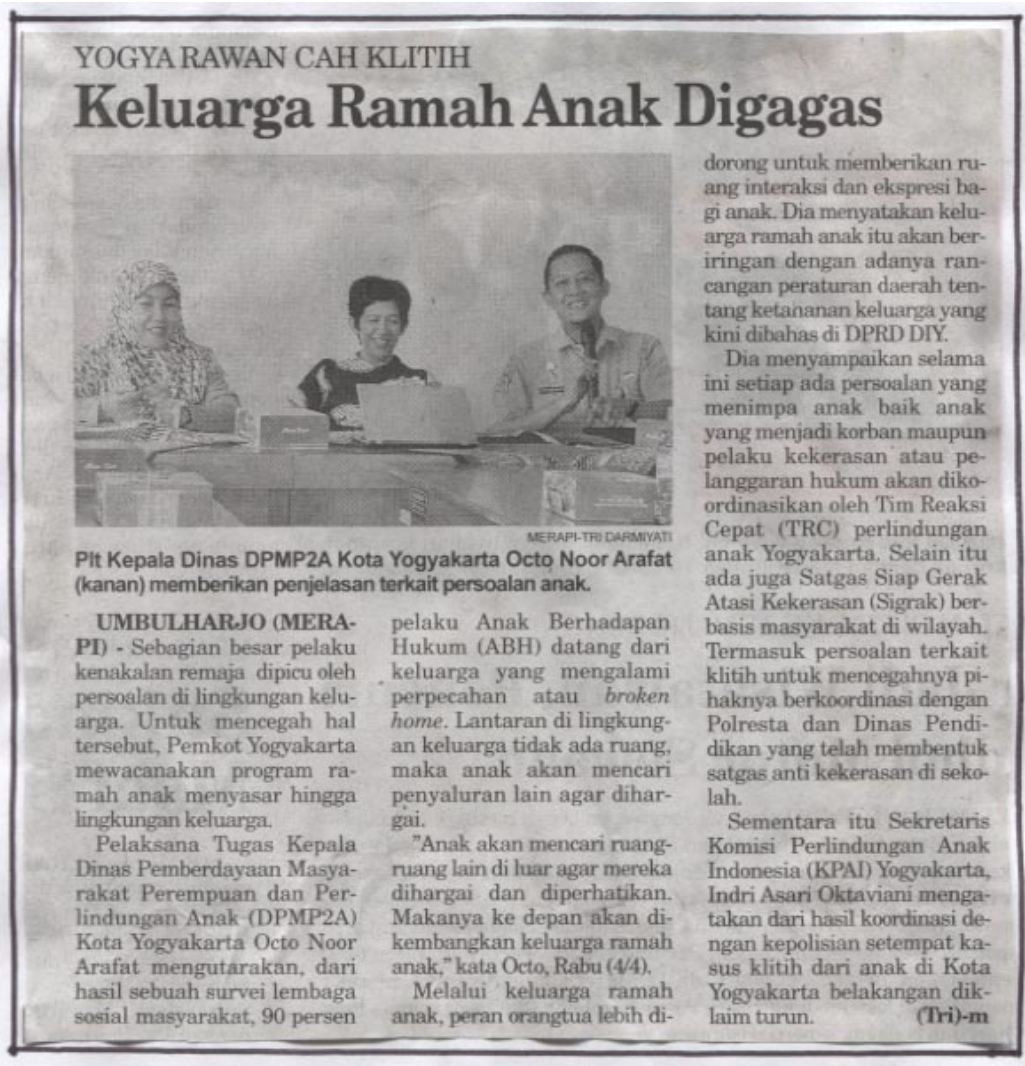 YOGYA RAWAN CAH KLITIH
Keluarga Ramah Anak Digagas
MERAPI-TRI DARMIYATI
Plt Kepala Dinas DPMP2A Kota Yogyakarta Octo Noor Arafat
(kanan) memberikan penjelasan terkait persoalan anak.
UMBULHARJO (MERA-
PI) - Sebagian besar pelaku
kenakalan remaja dipicu oleh
persoalan di lingkungan kelu-
arga. Untuk mencegah hal
tersebut, Pemkot Yogyakarta
mewacanakan program ra-
mah anak menyasar hingga
lingkungan keluarga.
Pelaksana Tugas Kepala
Dinas Pemberdayaan Masya-
rakat Perempuan dan Per-
lindungan Anak (DPMP2A)
Kota Yogyakarta Octo Noor
Arafat mengutarakan, dari
hasil sebuah survei lembaga
sosial masyarakat, 90 persen
pelaku Anak Berhadapan
Hukum (ABH) datang dari
keluarga yang mengalami
perpecahan atau broken
home. Lantaran di lingkung-
an keluarga tidak ada ruang,
maka anak akan mencari
penyaluran lain agar dihar-
gai.
"Anak akan mencari ruang-
ruang lain di luar agar mereka
dihargai dan diperhatikan.
Makanya ke depan akan di-
kembangkan keluarga ramah
anak," kata Octo, Rabu (4/4).
Melalui keluarga ramah
anak, peran orangtua lebih di-
dorong untuk memberikan ru-
ang interaksi dan ekspresi ba-
gi anak. Dia menyatakan kelu-
arga ramah anak itu akan ber-
iringan dengan adanya ran-
cangan peraturan daerah ten-
tang ketahanan keluarga yang
kini dibahas di DPRD DIY.
Dia menyampaikan selama
ini setiap ada persoalan yang
menimpa anak baik anak
yang menjadi korban maupun
pelaku kekerasan atau pe-
langgaran hukum akan diko-
ordinasikan oleh Tim Reaksi
Cepat (TRC) perlindungan
anak Yogyakarta. Selain itu
ada juga Satgas Siap Gerak
Atasi Kekerasan (Sigrak) ber-
basis masyarakat di wilayah.
Termasuk persoalan terkait
klitih untuk mencegahnya pi-
haknya berkoordinasi dengan
Polresta dan Dinas Pendi-
dikan yang telah membentuk
satgas anti kekerasan di seko-
lah.
Sementara itu Sekretaris
Komisi Perlindungan Anak
Indonesia (KPAI) Yogyakarta,
Indri Asari Oktaviani menga-
takan dari hasil koordinasi de-
ngan kepolisian setempat ka-
sus klitih dari anak di Kota
Yogyakarta belakangan dik-
laim turun. (Tri)-m